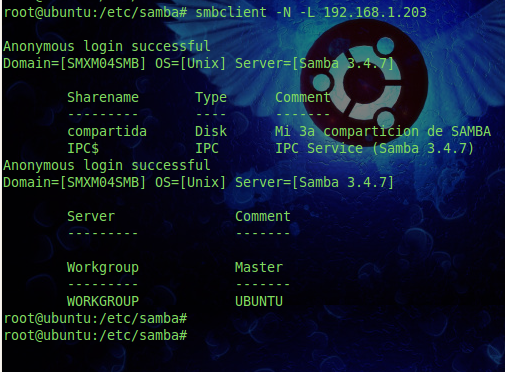 root@ubuntu:/etc/samba# smbclient -N -L 192.168.1.203
Anonymous login successful
Domain=[SMXM04SMB] OS=[Unix] Server=[Samba 3.4.7]
Sharename Type Comment
--------- ---- -------
compartida Disk Mi 3a comparticion de SAMBA
IPC$ IPC IPC Service (Samba 3.4.7)
Anonymous login successful
Domain=[SMXM04SMB] OS=[Unix] Server=[Samba 3.4.7]
Server Comment
--------- -------
Workgroup Master
--------- -------
WORKGROUP UBUNTU
root@ubuntu:/etc/samba#
root@ubuntu:/etc/samba#